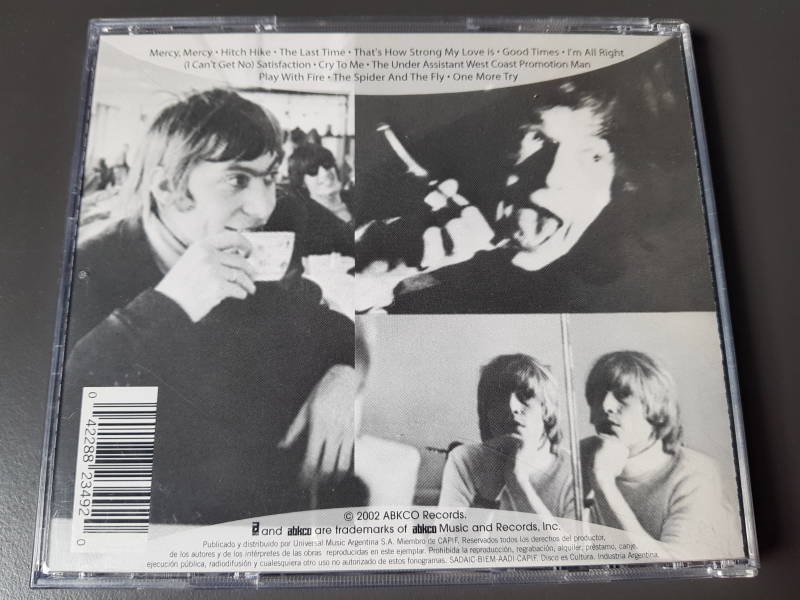 Mercy, Mercy • Hitch Hike • The Last Time • That's How Strong My Love is • Good Times • I'm All Right
(I Can't Get No) Satisfaction • Cry To Me • The Under Assistant West Coast Promotion Man
Play With Fire • The Spider And The Fly • One More Try
0 42288 23492 0
© 2002 ABKCO Records.
a and abkco are trademarks of abkco Music and Records, Inc.
Publicado y distribuido por Universal Music Argentina S.A. Miembro de CAPIF. Reservados todos los derechos del productor,
de los autores y de los intérpretes de las obras reproducidas en este ejemplar. Prohibida la reproducción, regrabación, alquiler, préstamo, canje,
ejecución pública, radiodifusión y cualesquiera otro uso no autorizado de estos fonogramas. SADAIC-BIEM-AADI-CAPIF. Disco es Cultura. Industria Argentina.